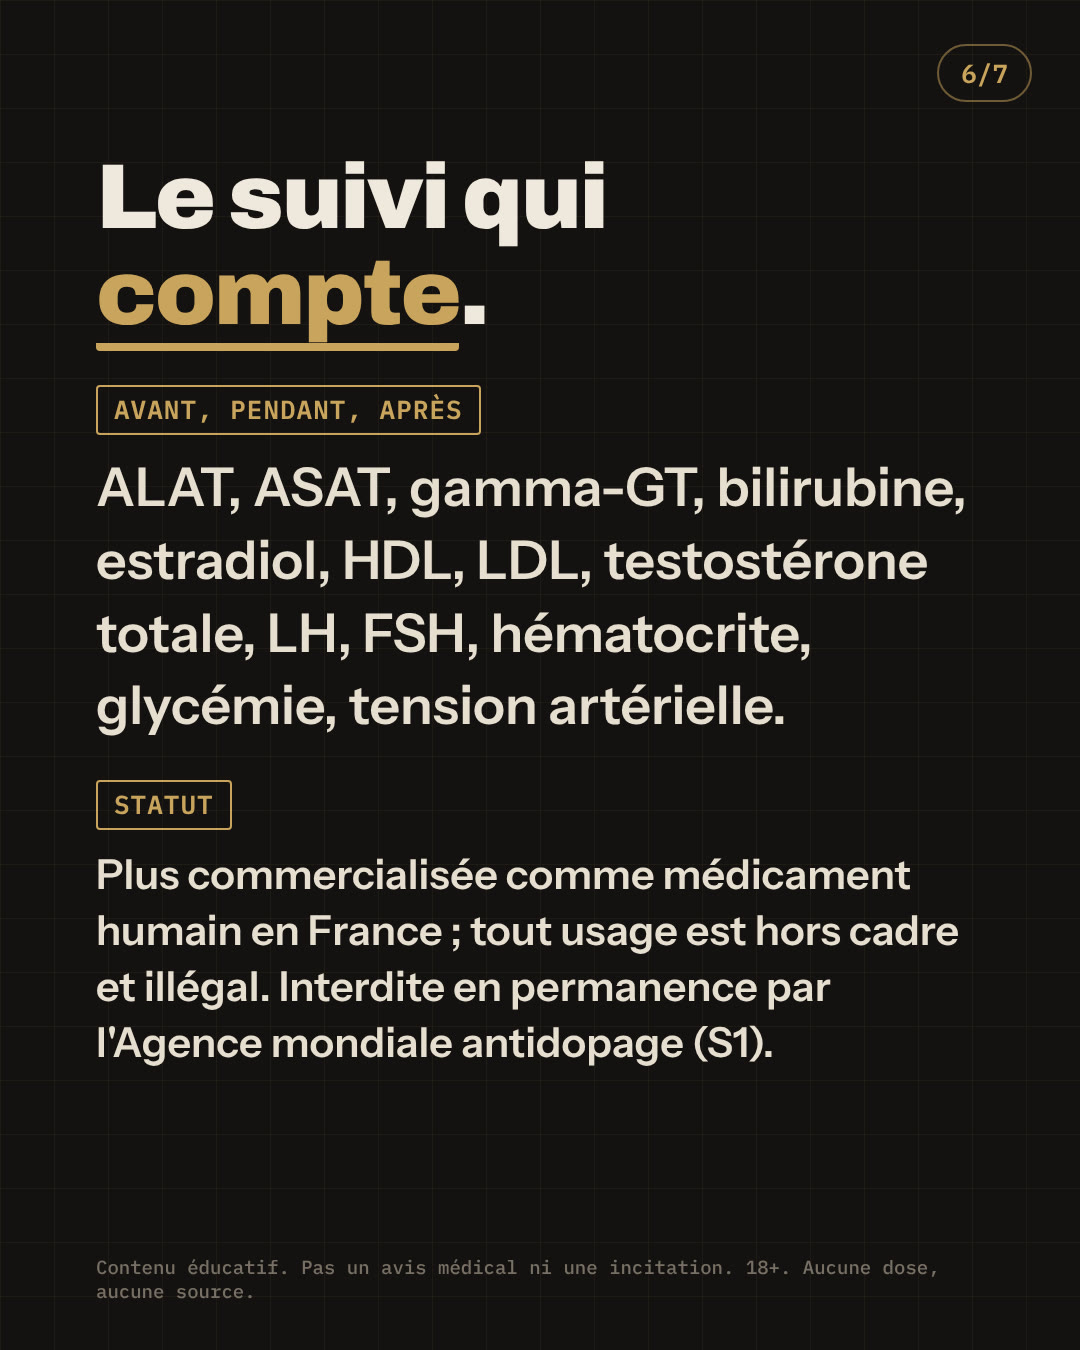 6/7
Le suivi qui
compte.
AVANT, PENDANT, APRÈS
ALAT, ASAT, gamma-GT, bilirubine,
estradiol, HDL, LDL, testostérone
totale, LH, FSH, hématocrite,
glycémie, tension artérielle.
STATUT
Plus commercialisée comme médicament
humain en France ; tout usage est hors cadre
et illégal. Interdite en permanence par
l'Agence mondiale antidopage (S1).
Contenu éducatif. Pas un avis médical ni une incitation. 18+. Aucune dose,
aucune source.